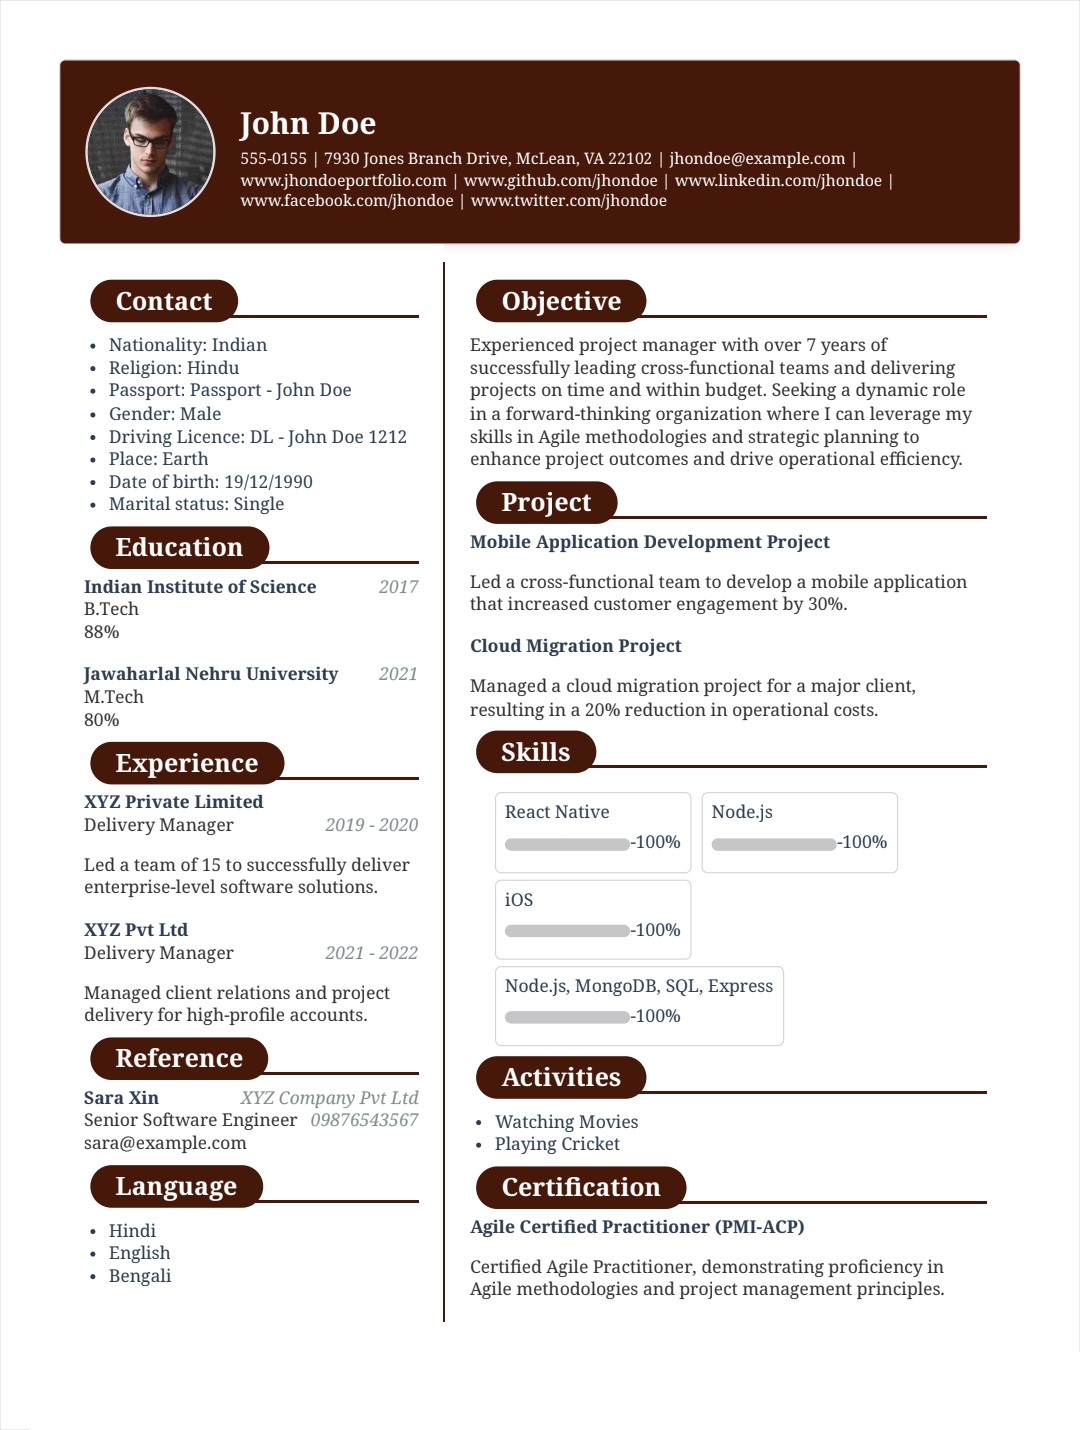 John Doe
555-0155 | 7930 Jones Branch Drive, McLean, VA 22102 | jhondoe@example.com |
www.jhondoeportfolio.com | www.github.com/jhondoe | www.linkedin.com/jhondoe |
www.facebook.com/jhondoe | www.twitter.com/jhondoe
Contact
• Nationality: Indian
• Religion: Hindu
• Passport: Passport - John Doe
• Gender: Male
• Driving Licence: DL - John Doe 1212
• Place: Earth
• Date of birth: 19/12/1990
• Marital status: Single
Education
Indian Institute of Science 2017
B.Tech
88%
Jawaharlal Nehru University 2021
M.Tech
80%
Experience
XYZ Private Limited
Delivery Manager 2019 - 2020
Led a team of 15 to successfully deliver
enterprise-level software solutions.
XYZ Pvt Ltd
Delivery Manager 2021 - 2022
Managed client relations and project
delivery for high-profile accounts.
Reference
Sara Xin XYZ Company Pvt Ltd
Senior Software Engineer 09876543567
sara@example.com
Language
• Hindi
• English
• Bengali
Objective
Experienced project manager with over 7 years of
successfully leading cross-functional teams and delivering
projects on time and within budget. Seeking a dynamic role
in a forward-thinking organization where I can leverage my
skills in Agile methodologies and strategic planning to
enhance project outcomes and drive operational efficiency.
Project
Mobile Application Development Project
Led a cross-functional team to develop a mobile application
that increased customer engagement by 30%.
Cloud Migration Project
Managed a cloud migration project for a major client,
resulting in a 20% reduction in operational costs.
Skills
React Native
-100%
Node.js
-100%
iOS
-100%
Node.js, MongoDB, SQL, Express
-100%
Activities
• Watching Movies
• Playing Cricket
Certification
Agile Certified Practitioner (PMI-ACP)
Certified Agile Practitioner, demonstrating proficiency in
Agile methodologies and project management principles.